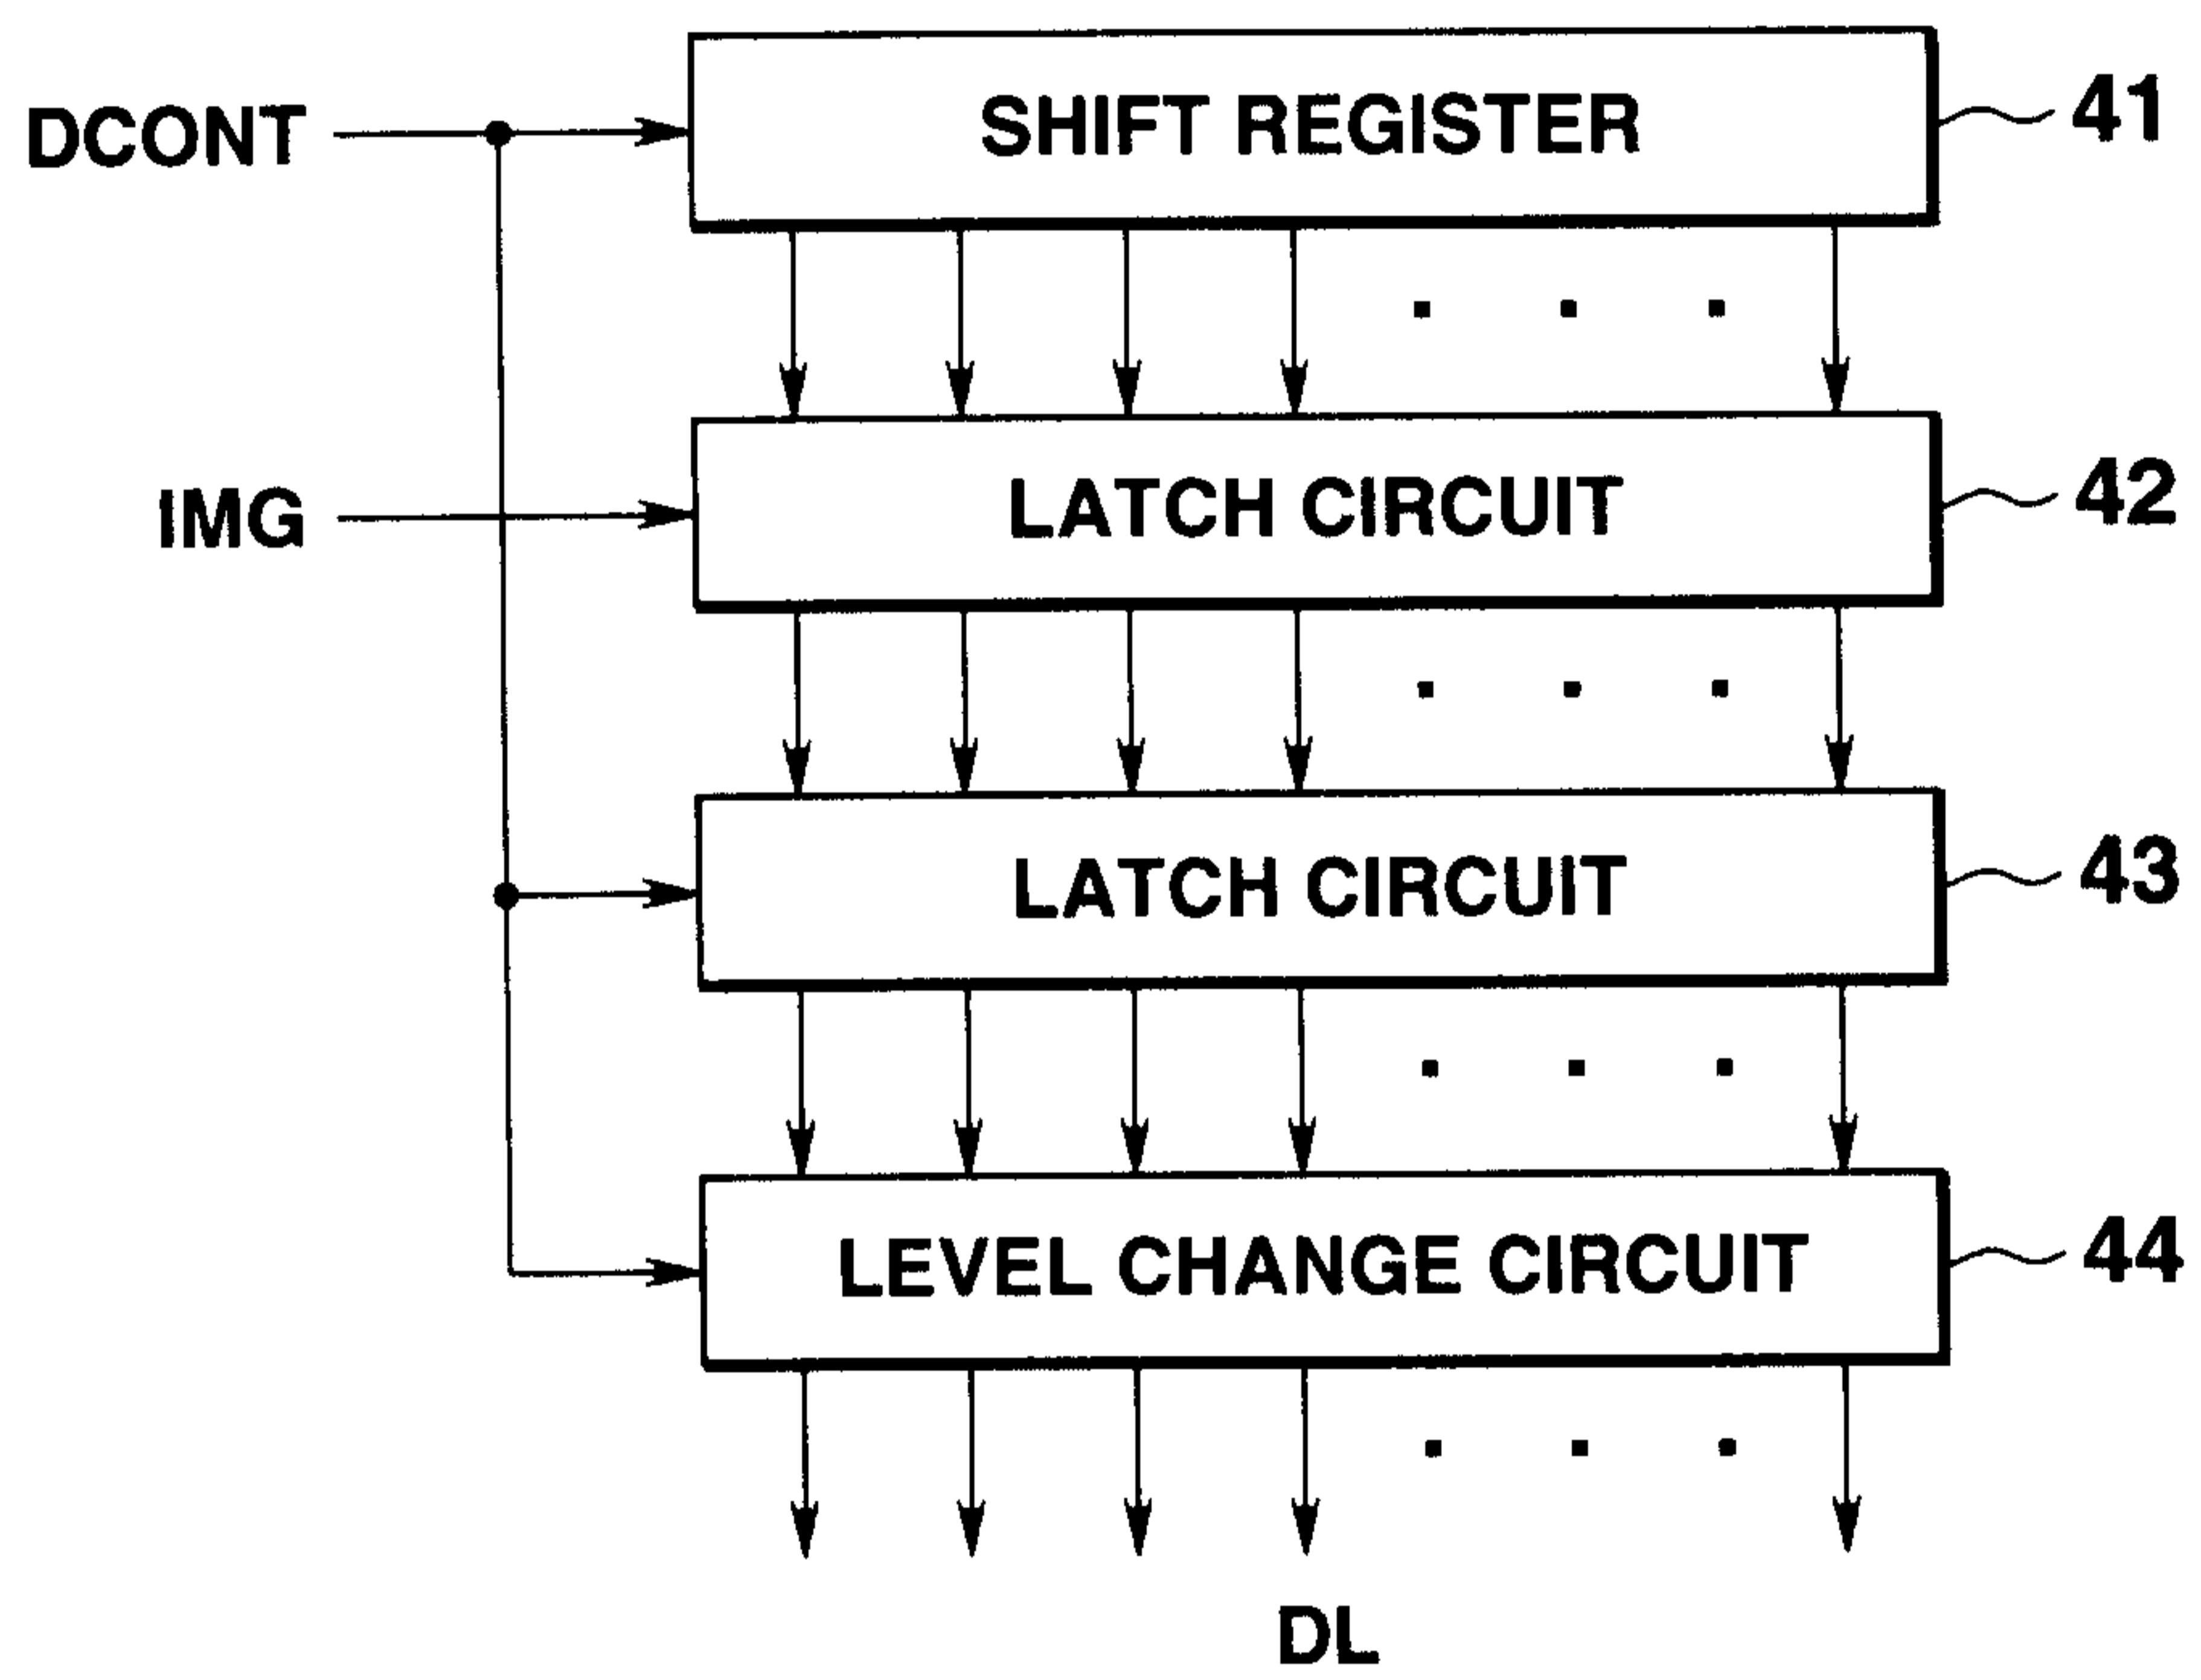 DCONT
SHIFT REGISTER
41
IMG
LATCH CIRCUIT
42
LATCH CIRCUIT
43
LEVEL CHANGE CIRCUIT
44
DL